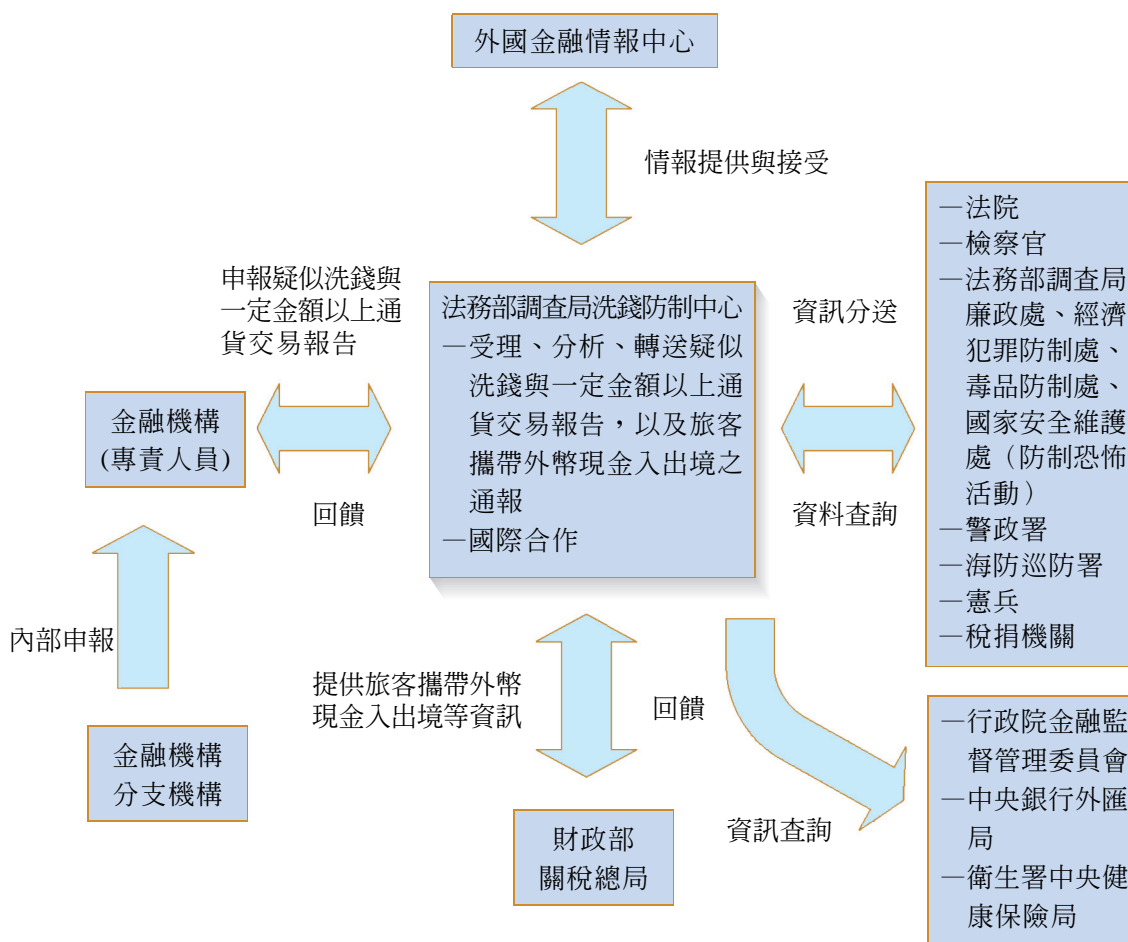 外國金融情報中心
情報提供與接受
申報疑似洗錢與
一定金額以上通
貨交易報告
金融機構
(專責人員)
回饋
內部申報
金融機構
分支機構
法務部調查局洗錢防制中心
—受理、分析、轉送疑似
洗錢與一定金額以上通
貨交易報告，以及旅客
攜帶外幣現金入出境之
通報
—國際合作
資訊分送
資料查詢
—法院
—檢察官
—法務部調查局
廉政處、經濟
犯罪防制處、
毒品防制處、
國家安全維護
處（防制恐怖
活動）
—警政署
—海防巡防署
—憲兵
—稅捐機關
提供旅客攜帶外幣
現金入出境等資訊
回饋
財政部
關稅總局
資訊查詢
—行政院金融監
督管理委員會
—中央銀行外匯
局
—衛生署中央健
康保險局